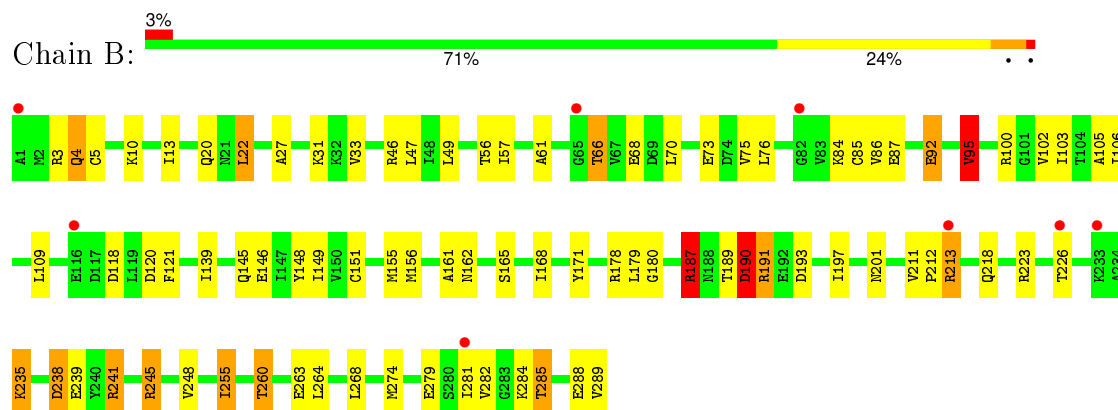 3%
Chain B:
71% 24% • •
A1 M2 R3 Q4 C5 K10 I13 Q20 N21 L22 A27 K31 K32 V33 R46 L47 I48 L49 T56 I57 A61 G65 T66 V67 E68 D69 L70 E73 D74 V75 L76 G82 V83 K84 C85 V86 E87 E92 V95 R100 G101 V102 I103 T104 A105 I106
L109 E116 D117 D118 L119 D120 F121 I139 Q145 E146 I147 Y148 I149 V150 C151 M155 M156 A161 N162 S165 I168 Y171 R178 L179 G180 R187 N188 T189 D190 R191 E192 D193 I197 N201 V211 P212 R213 Q218 R223 T226 K233 A234
K235 D238 E239 Y240 R241 R245 V248 I255 T260 E263 L264 L268 M274 E279 S280 I281 V282 G283 K284 T285 E288 V289